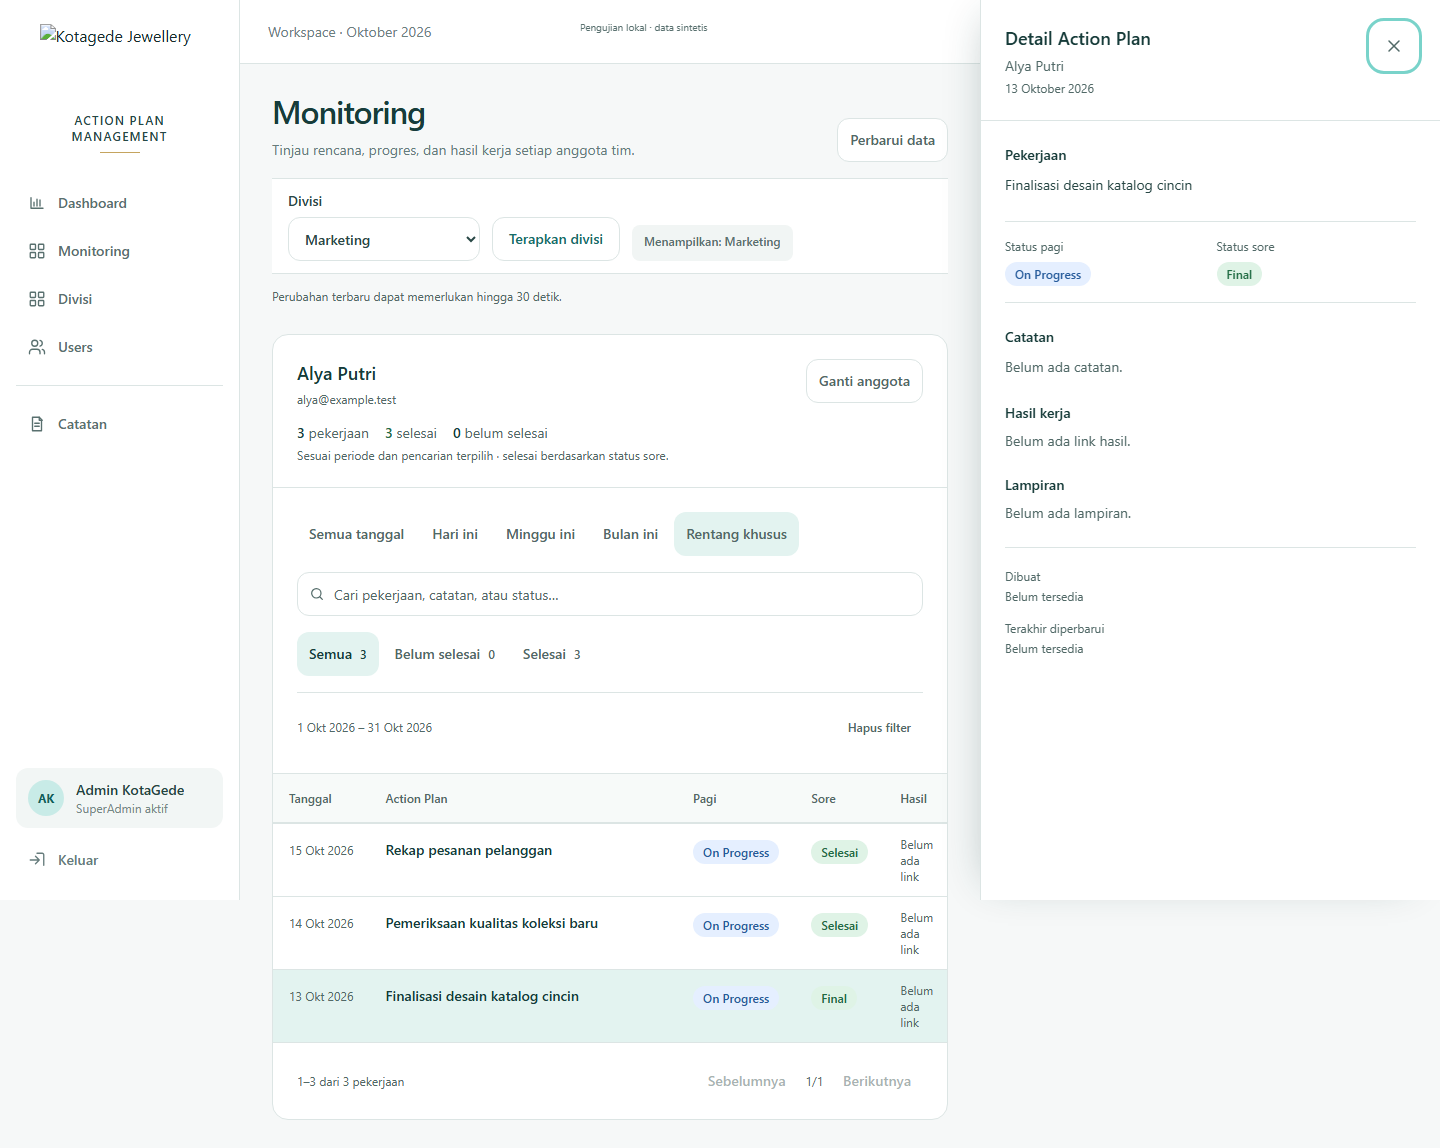 Kotagede Jewellery
ACTION PLAN
MANAGEMENT
Dashboard
Monitoring
Divisi
Users
Catatan
AK
Admin KotaGede
SuperAdmin aktif
Keluar
Workspace · Oktober 2026
Pengujian lokal · data sintetis
Monitoring
Tinjau rencana, progres, dan hasil kerja setiap anggota tim.
Perbarui data
Divisi
Marketing
Terapkan divisi
Menampilkan: Marketing
Perubahan terbaru dapat memerlukan hingga 30 detik.
Alya Putri
alya@example.test
Ganti anggota
3 pekerjaan 3 selesai 0 belum selesai
Sesuai periode dan pencarian terpilih · selesai berdasarkan status sore.
Semua tanggal Hari ini Minggu ini Bulan ini Rentang khusus
Cari pekerjaan, catatan, atau status...
Semua 3 Belum selesai 0 Selesai 3
1 Okt 2026 – 31 Okt 2026 Hapus filter
Tanggal Action Plan Pagi Sore Hasil
15 Okt 2026 Rekap pesanan pelanggan On Progress Selesai Belum
ada
link
14 Okt 2026 Pemeriksaan kualitas koleksi baru On Progress Selesai Belum
ada
link
13 Okt 2026 Finalisasi desain katalog cincin On Progress Final Belum
ada
link
1–3 dari 3 pekerjaan Sebelumnya 1/1 Berikutnya
Detail Action Plan
Alya Putri
13 Oktober 2026
Pekerjaan
Finalisasi desain katalog cincin
Status pagi Status sore
On Progress Final
Catatan
Belum ada catatan.
Hasil kerja
Belum ada link hasil.
Lampiran
Belum ada lampiran.
Dibuat
Belum tersedia
Terakhir diperbarui
Belum tersedia